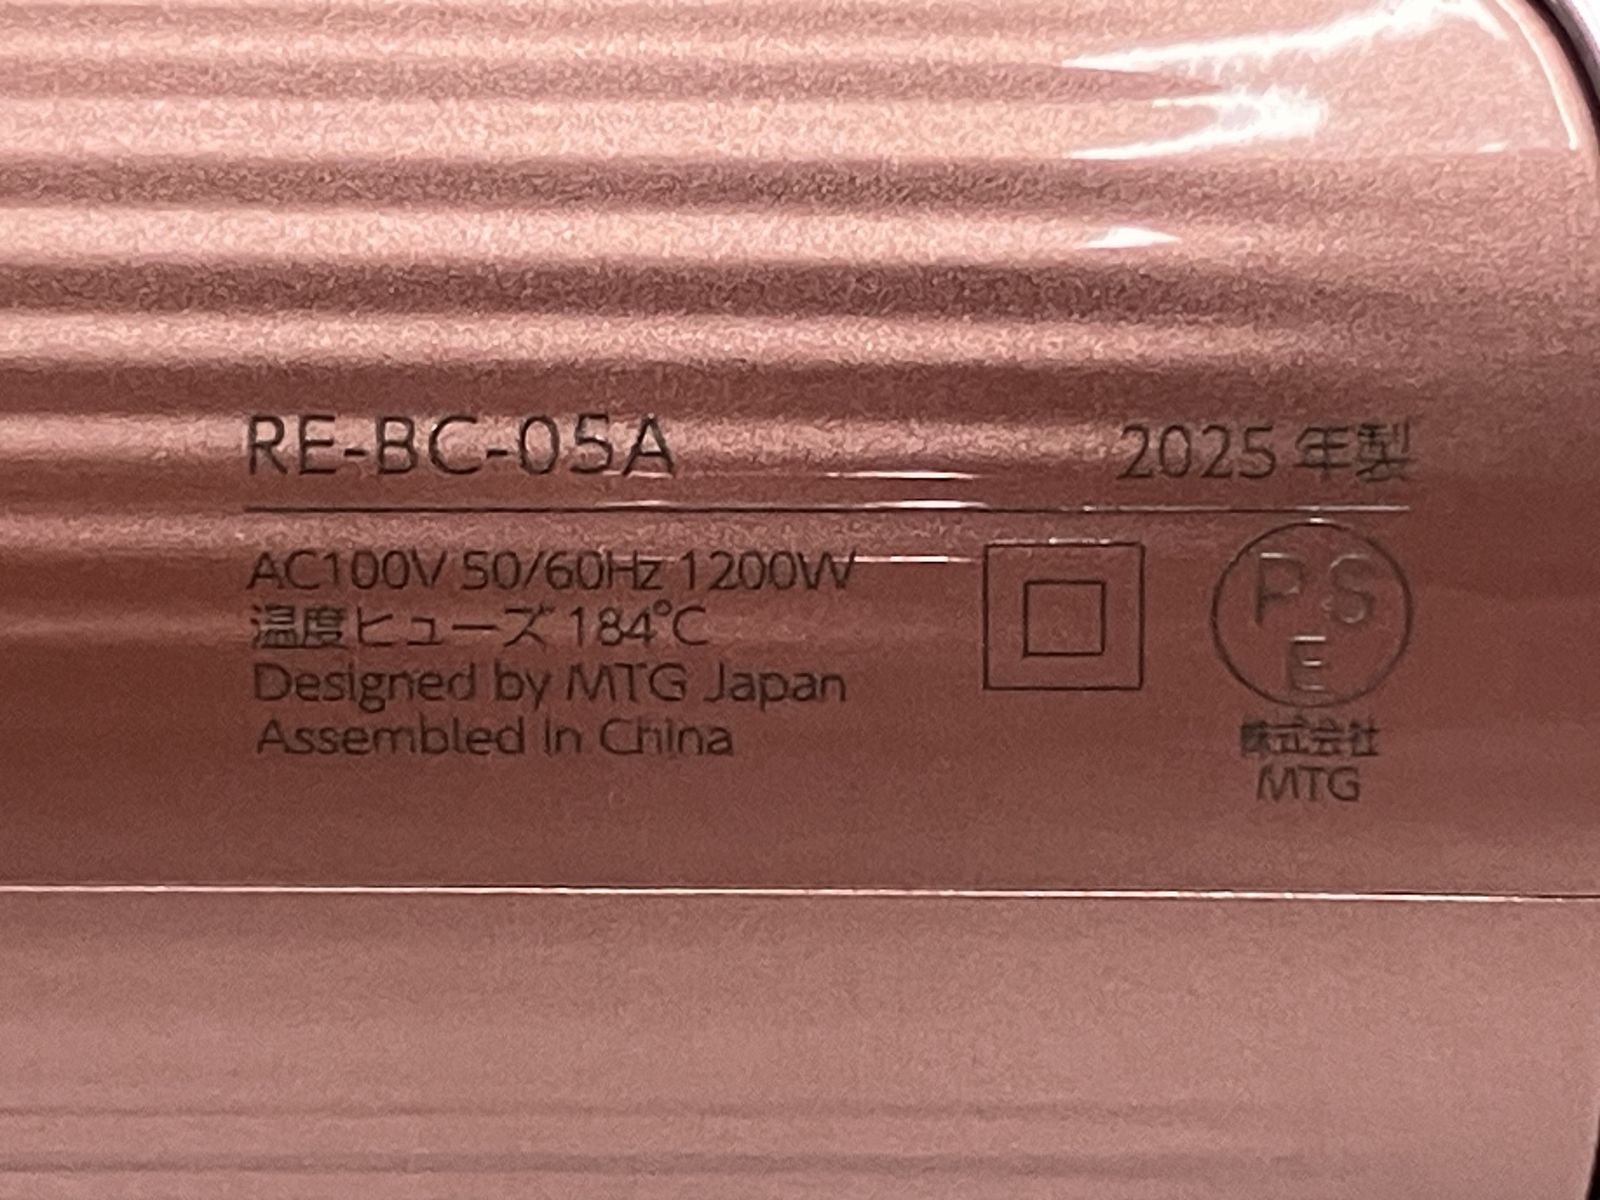 RE-BC-05A
2025 年製
AC100V 50/60Hz 1200W
温度ヒューズ 184℃
Designed by MTG Japan
Assembled in China
PSE
株式会社
MTG